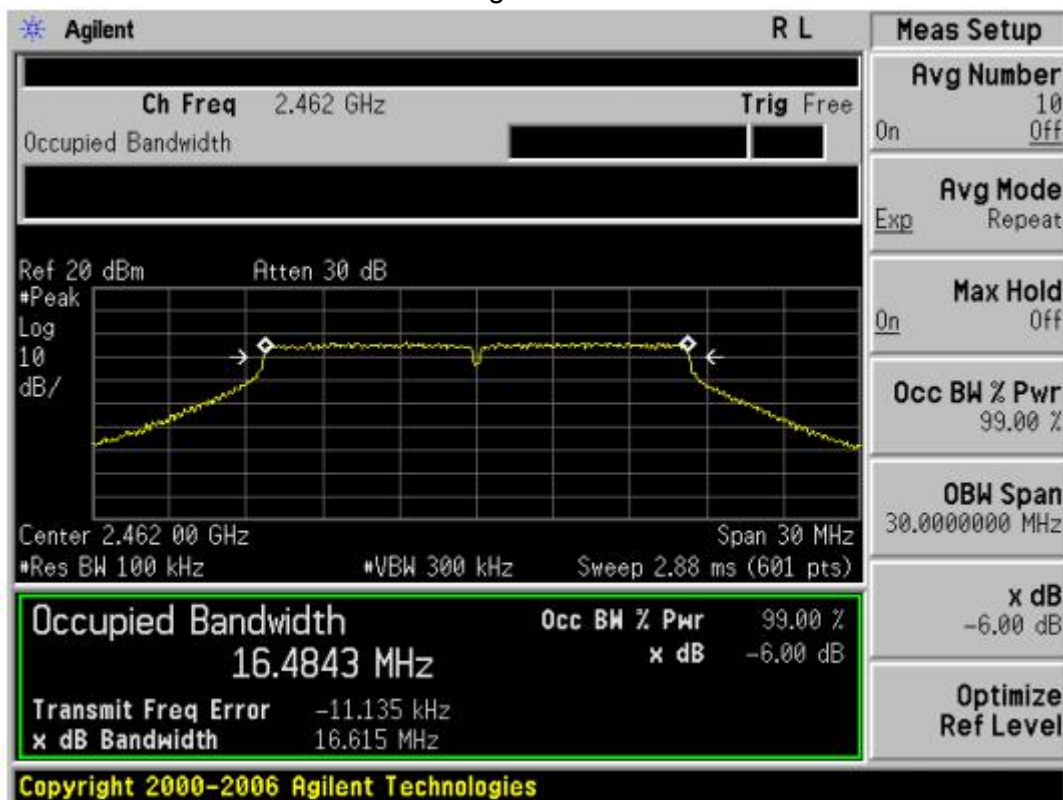 Agilent R L
Ch Freq 2.462 GHz Trig Free
Occupied Bandwidth
Ref 20 dBm Atten 30 dB
#Peak
Log
10
dB/
Center 2.462 00 GHz Span 30 MHz
#Res BW 100 kHz #VBW 300 kHz Sweep 2.88 ms (601 pts)
Occupied Bandwidth Occ BW % Pwr 99.00 %
16.4843 MHz x dB -6.00 dB
Transmit Freq Error -11.135 kHz
x dB Bandwidth 16.615 MHz
Copyright 2000-2006 Agilent Technologies
Meas Setup
Avg Number
10
On Off
Avg Mode
Exp Repeat
Max Hold
On Off
Occ BW % Pwr
99.00 %
OBW Span
30.0000000 MHz
x dB
-6.00 dB
Optimize
Ref Level